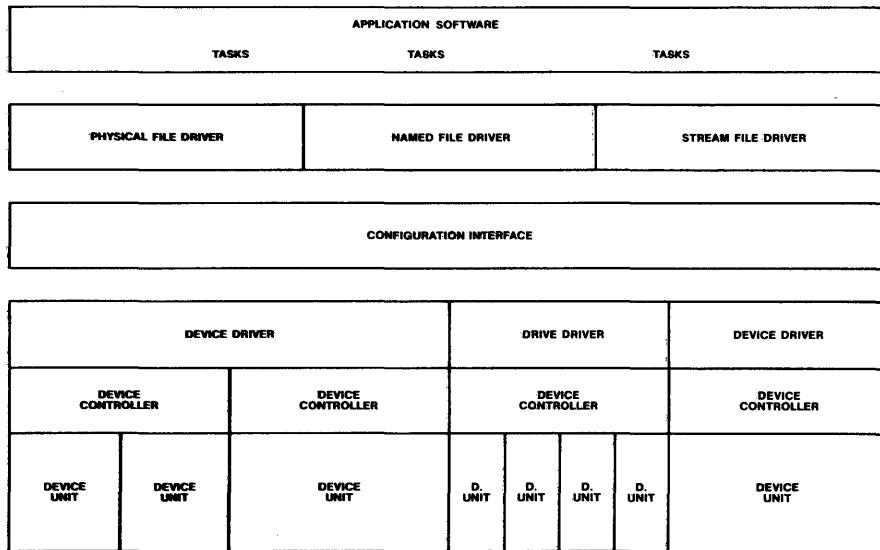 APPLICATION SOFTWARE
TASKS TASKS TASKS
PHYSICAL FILE DRIVER NAMED FILE DRIVER STREAM FILE DRIVER
CONFIGURATION INTERFACE
DEVICE DRIVER DRIVE DRIVER DEVICE DRIVER
DEVICE CONTROLLER
DEVICE CONTROLLER
DEVICE CONTROLLER
DEVICE CONTROLLER
DEVICE UNIT
DEVICE UNIT
DEVICE UNIT
D. UNIT
D. UNIT
D. UNIT
D. UNIT
DEVICE UNIT